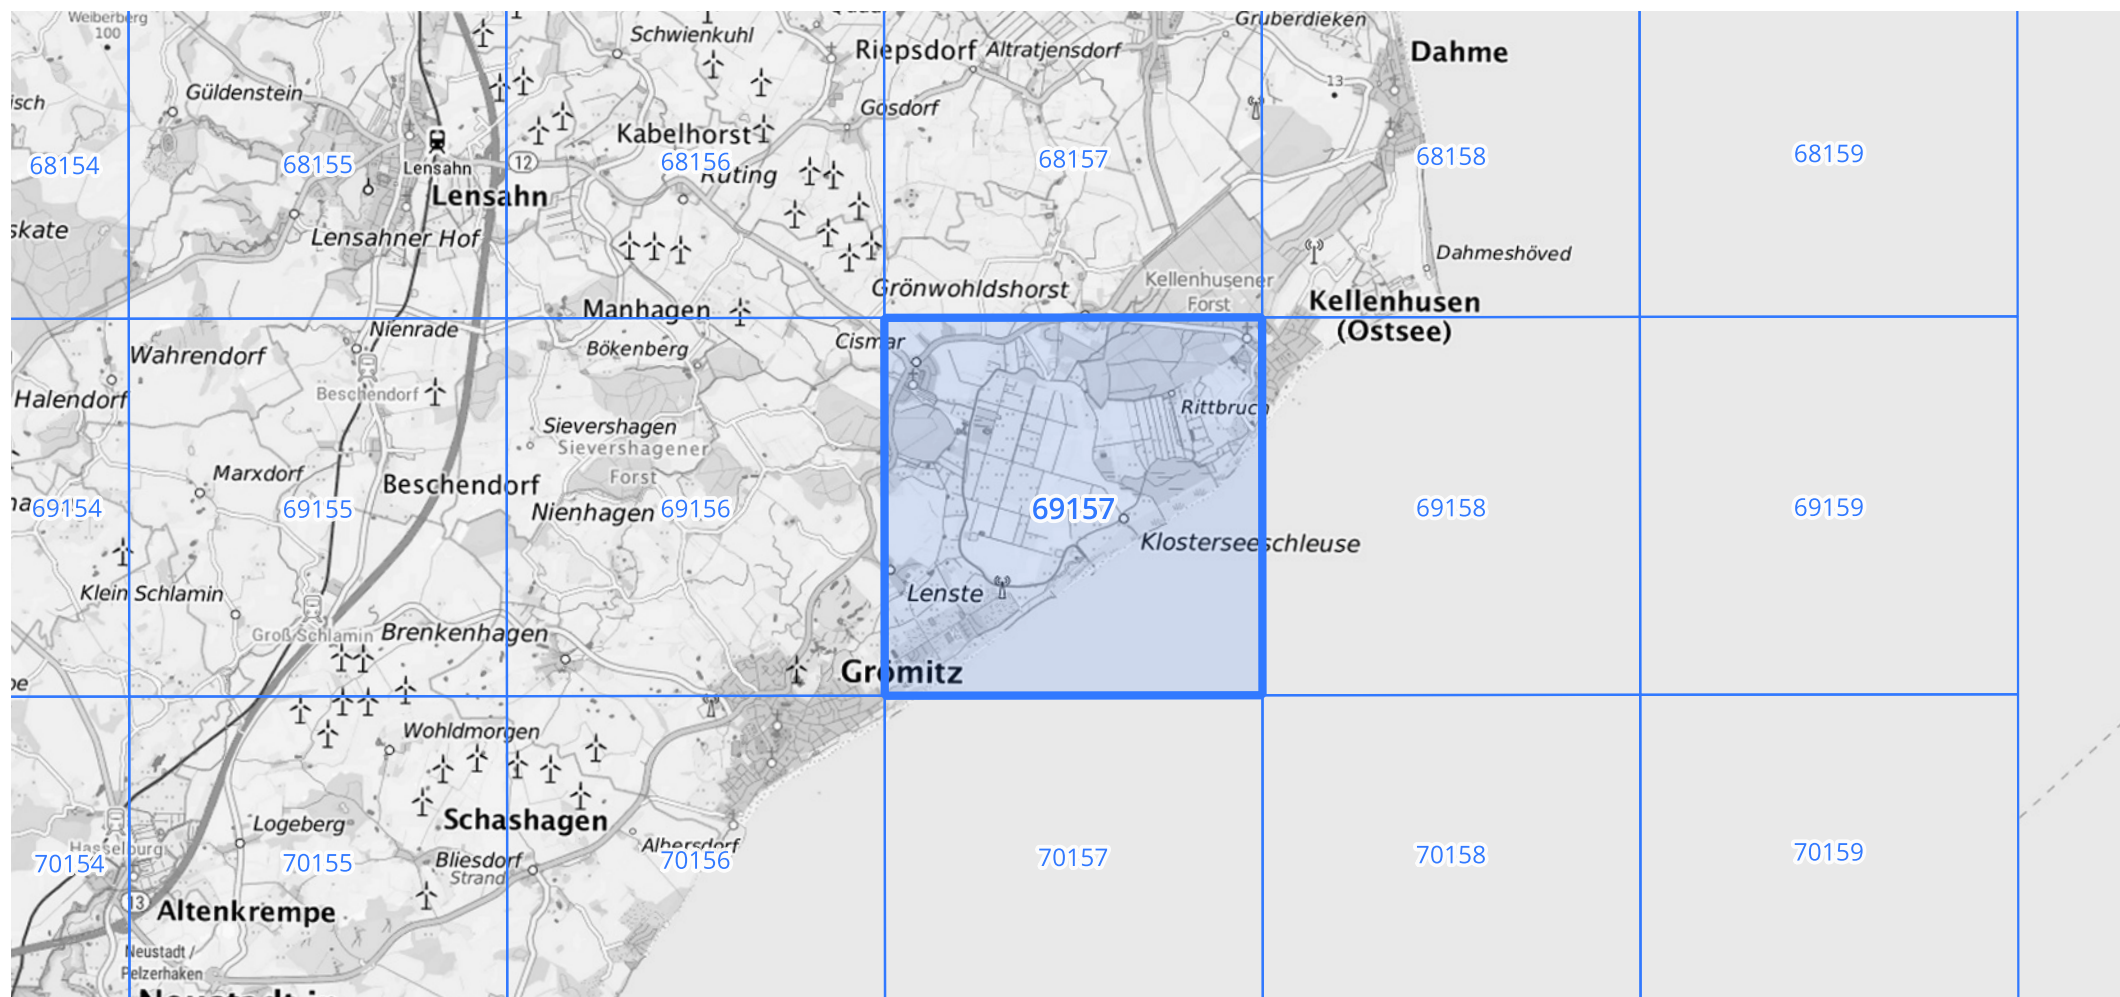 Weiberberg
100
Güldenstein
Schwienkuhl
Riepsdorf
Altratjensdorf
Gruberdieken
Dahme
13
Gosdorf
Kabelhorst
12
68154
68155
Lensahn
68156
Rüting
68157
68158
68159
Lensahn
skate
Lensahner Hof
Dahmeshöved
Grönwohldshorst
Kellenhusener
Forst
Kellenhusen
(Ostsee)
Manhagen
Nienrade
Cismar
Wahrendorf
Bökenberg
Beschendorf
Halendorf
Rittbruch
Sievershagen
Sievershagener
Forst
Marxdorf
Beschendorf
69154
69155
Nienhagen
69156
69157
69158
69159
Klosterseeschleuse
Klein Schlamin
Lenste
Groß Schlamin
Brenkenhagen
Grömitz
Wohldmorgen
Logeberg
Schashagen
Hasselburg
70154
70155
Bliesdorf
Strand
Albersdorf
70156
70157
70158
70159
13
Altenkrempe
Neustadt /
Pelzerhaken